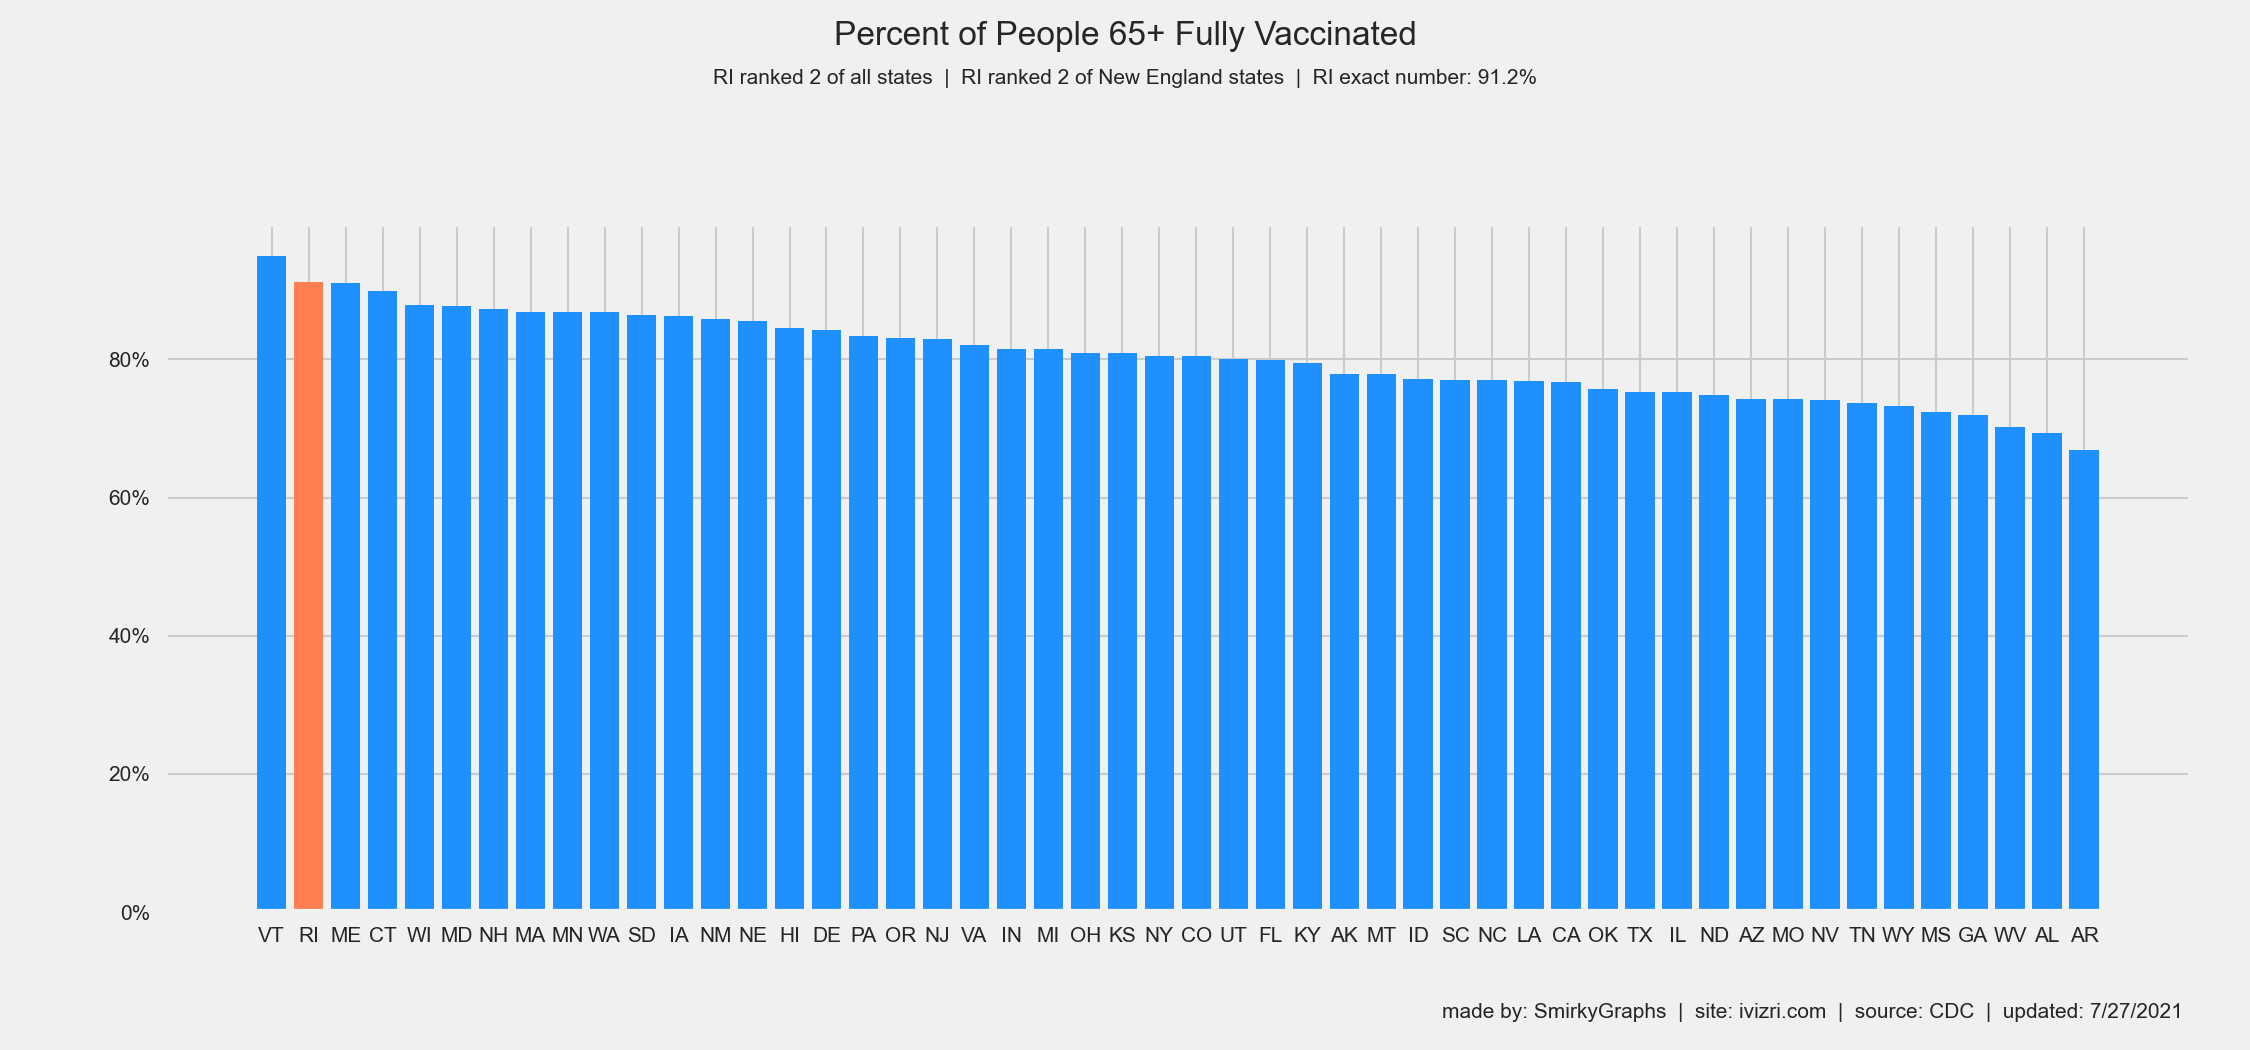 Percent of People 65+ Fully Vaccinated
RI ranked 2 of all states | RI ranked 2 of New England states | RI exact number: 91.2%
80%
60%
40%
20%
0%
VT RI ME CT WI MD NH MA MN WA SD IA NM NE HI DE PA OR NJ VA IN MI OH KS NY CO UT FL KY AK MT ID SC NC LA CA OK TX IL ND AZ MO NV TN WY MS GA WV AL AR
made by: SmirkyGraphs | site: ivizri.com | source: CDC | updated: 7/27/2021